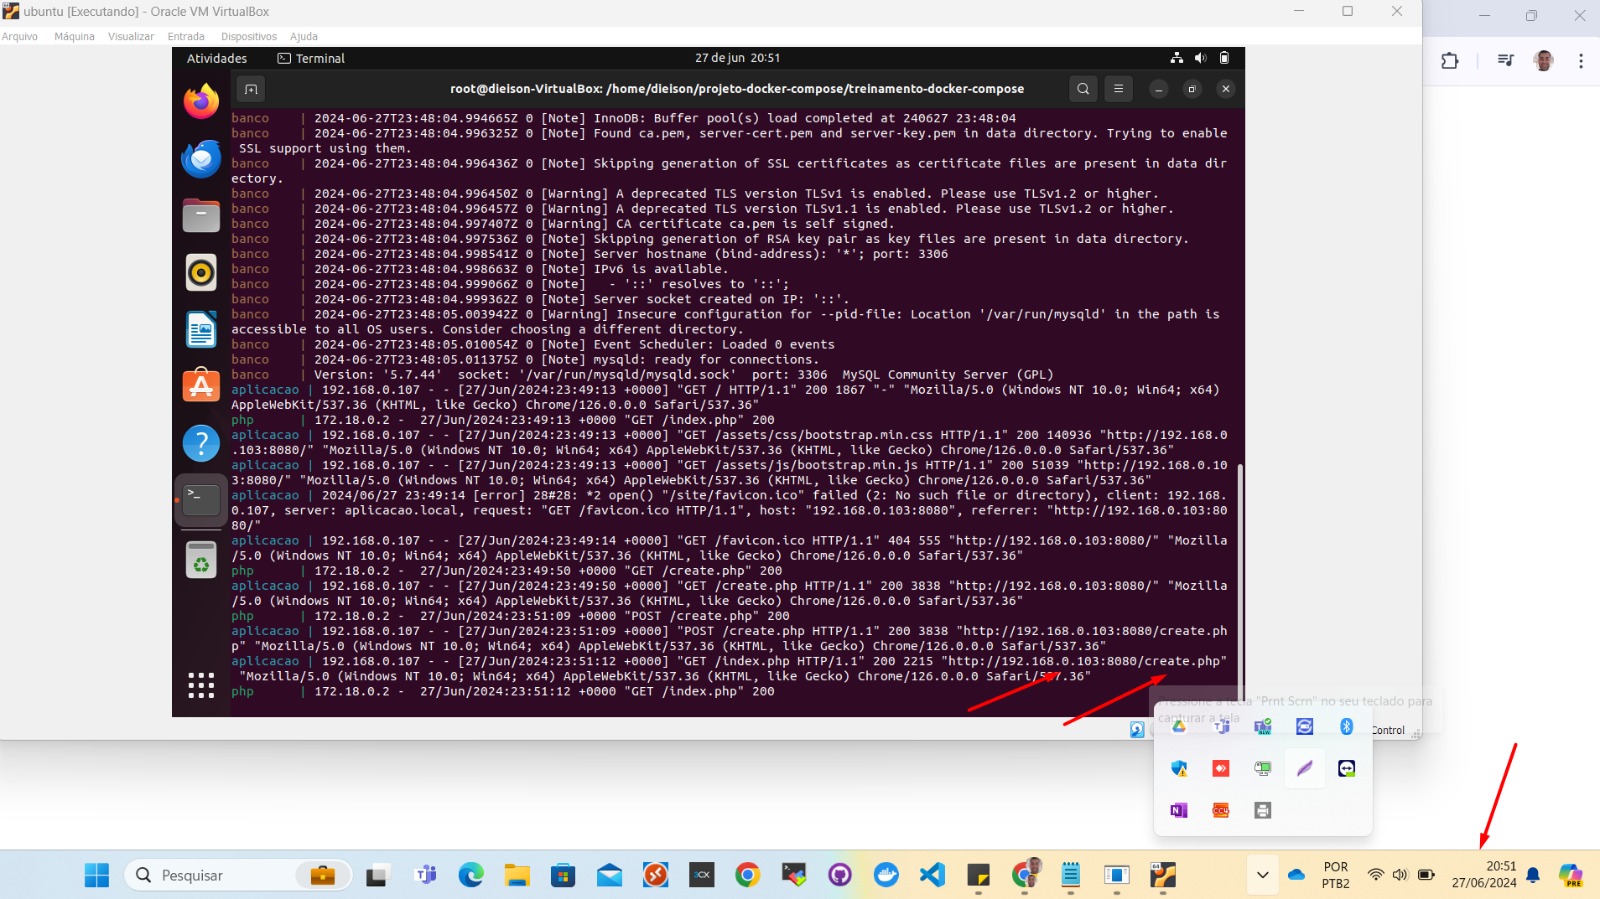 ubuntu [Executando] - Oracle VM VirtualBox
Arquivo Máquina Visualizar Entrada Dispositivos Ajuda
Atividades Terminal 27 de jun 20:51
root@dieison-VirtualBox: /home/dieison/projeto-docker-compose/treinamento-docker-compose
banco | 2024-06-27T23:48:04.994665Z 0 [Note] InnoDB: Buffer pool(s) load completed at 240627 23:48:04
banco | 2024-06-27T23:48:04.996325Z 0 [Note] Found ca.pem, server-cert.pem and server-key.pem in data directory. Trying to enable
SSL support using them.
banco | 2024-06-27T23:48:04.996436Z 0 [Note] Skipping generation of SSL certificates as certificate files are present in data dir
ectory.
banco | 2024-06-27T23:48:04.996450Z 0 [Warning] A deprecated TLS version TLSv1 is enabled. Please use TLSv1.2 or higher.
banco | 2024-06-27T23:48:04.996457Z 0 [Warning] A deprecated TLS version TLSv1.1 is enabled. Please use TLSv1.2 or higher.
banco | 2024-06-27T23:48:04.997407Z 0 [Warning] CA certificate ca.pem is self signed.
banco | 2024-06-27T23:48:04.997536Z 0 [Note] Skipping generation of RSA key pair as key files are present in data directory.
banco | 2024-06-27T23:48:04.998541Z 0 [Note] Server hostname (bind-address): '*'; port: 3306
banco | 2024-06-27T23:48:04.998663Z 0 [Note] IPv6 is available.
banco | 2024-06-27T23:48:04.999066Z 0 [Note] - '::' resolves to '::';
banco | 2024-06-27T23:48:04.999362Z 0 [Note] Server socket created on IP: '::'.
banco | 2024-06-27T23:48:05.003942Z 0 [Warning] Insecure configuration for --pid-file: Location '/var/run/mysqld' in the path is
accessible to all OS users. Consider choosing a different directory.
banco | 2024-06-27T23:48:05.010054Z 0 [Note] Event Scheduler: Loaded 0 events
banco | 2024-06-27T23:48:05.011375Z 0 [Note] mysqld: ready for connections.
banco | Version: '5.7.44' socket: '/var/run/mysqld/mysqld.sock' port: 3306 MySQL Community Server (GPL)
aplicacao | 192.168.0.107 - - [27/Jun/2024:23:49:13 +0000] "GET / HTTP/1.1" 200 1867 "-" "Mozilla/5.0 (Windows NT 10.0; Win64; x64)
AppleWebKit/537.36 (KHTML, like Gecko) Chrome/126.0.0.0 Safari/537.36"
php | 172.18.0.2 - 27/Jun/2024:23:49:13 +0000 "GET /index.php" 200
aplicacao | 192.168.0.107 - - [27/Jun/2024:23:49:13 +0000] "GET /assets/css/bootstrap.min.css HTTP/1.1" 200 140936 "http://192.168.0
.103:8080/" "Mozilla/5.0 (Windows NT 10.0; Win64; x64) AppleWebKit/537.36 (KHTML, like Gecko) Chrome/126.0.0.0 Safari/537.36"
aplicacao | 192.168.0.107 - - [27/Jun/2024:23:49:13 +0000] "GET /assets/js/bootstrap.min.js HTTP/1.1" 200 51039 "http://192.168.0.10
3:8080/" "Mozilla/5.0 (Windows NT 10.0; Win64; x64) AppleWebKit/537.36 (KHTML, like Gecko) Chrome/126.0.0.0 Safari/537.36"
aplicacao | 2024/06/27 23:49:14 [error] 28#28: *2 open() "/site/favicon.ico" failed (2: No such file or directory), client: 192.168.
0.107, server: aplicacao.local, request: "GET /favicon.ico HTTP/1.1", host: "192.168.0.103:8080", referrer: "http://192.168.0.103:80
80/"
aplicacao | 192.168.0.107 - - [27/Jun/2024:23:49:14 +0000] "GET /favicon.ico HTTP/1.1" 404 555 "http://192.168.0.103:8080/" "Mozilla
/5.0 (Windows NT 10.0; Win64; x64) AppleWebKit/537.36 (KHTML, like Gecko) Chrome/126.0.0.0 Safari/537.36"
php | 172.18.0.2 - 27/Jun/2024:23:49:50 +0000 "GET /create.php" 200
aplicacao | 192.168.0.107 - - [27/Jun/2024:23:49:50 +0000] "GET /create.php HTTP/1.1" 200 3838 "http://192.168.0.103:8080/" "Mozilla
/5.0 (Windows NT 10.0; Win64; x64) AppleWebKit/537.36 (KHTML, like Gecko) Chrome/126.0.0.0 Safari/537.36"
php | 172.18.0.2 - 27/Jun/2024:23:51:09 +0000 "POST /create.php" 200
aplicacao | 192.168.0.107 - - [27/Jun/2024:23:51:09 +0000] "POST /create.php HTTP/1.1" 200 3838 "http://192.168.0.103:8080/create.ph
p" "Mozilla/5.0 (Windows NT 10.0; Win64; x64) AppleWebKit/537.36 (KHTML, like Gecko) Chrome/126.0.0.0 Safari/537.36"
aplicacao | 192.168.0.107 - - [27/Jun/2024:23:51:12 +0000] "GET /index.php HTTP/1.1" 200 2215 "http://192.168.0.103:8080/create.php"
"Mozilla/5.0 (Windows NT 10.0; Win64; x64) AppleWebKit/537.36 (KHTML, like Gecko) Chrome/126.0.0.0 Safari/537.36"
php | 172.18.0.2 - 27/Jun/2024:23:51:12 +0000 "GET /index.php" 200
Pressione a tecla "Prnt Scrn" no seu teclado para
capturar a tela
Control
Pesquisar
3CX
POR
PTB2
20:51
27/06/2024
PRE